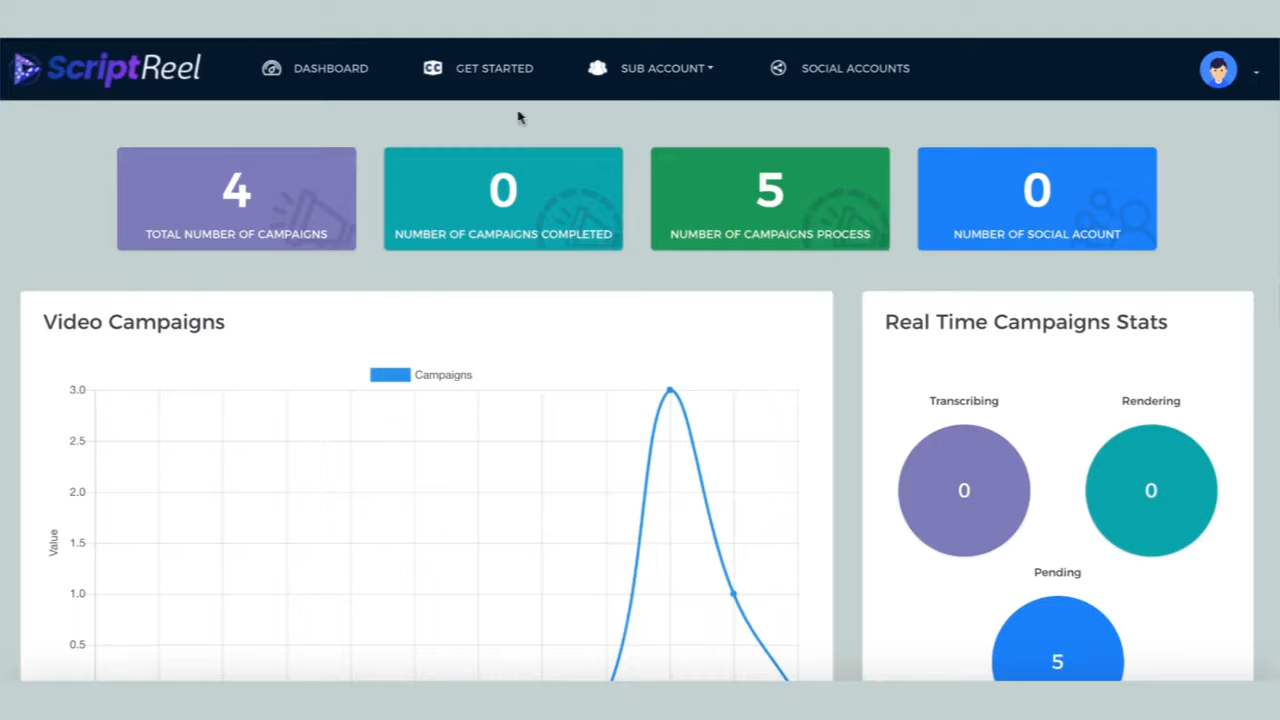 ScriptReel
DASHBOARD
CC GET STARTED
SUB ACCOUNT
SOCIAL ACCOUNTS
4
TOTAL NUMBER OF CAMPAIGNS
0
NUMBER OF CAMPAIGNS COMPLETED
5
NUMBER OF CAMPAIGNS PROCESS
0
NUMBER OF SOCIAL ACOUNT
Video Campaigns
Campaigns
3.0
2.5
2.0
1.5
1.0
0.5
Value
Real Time Campaigns Stats
Transcribing
0
Rendering
0
Pending
5